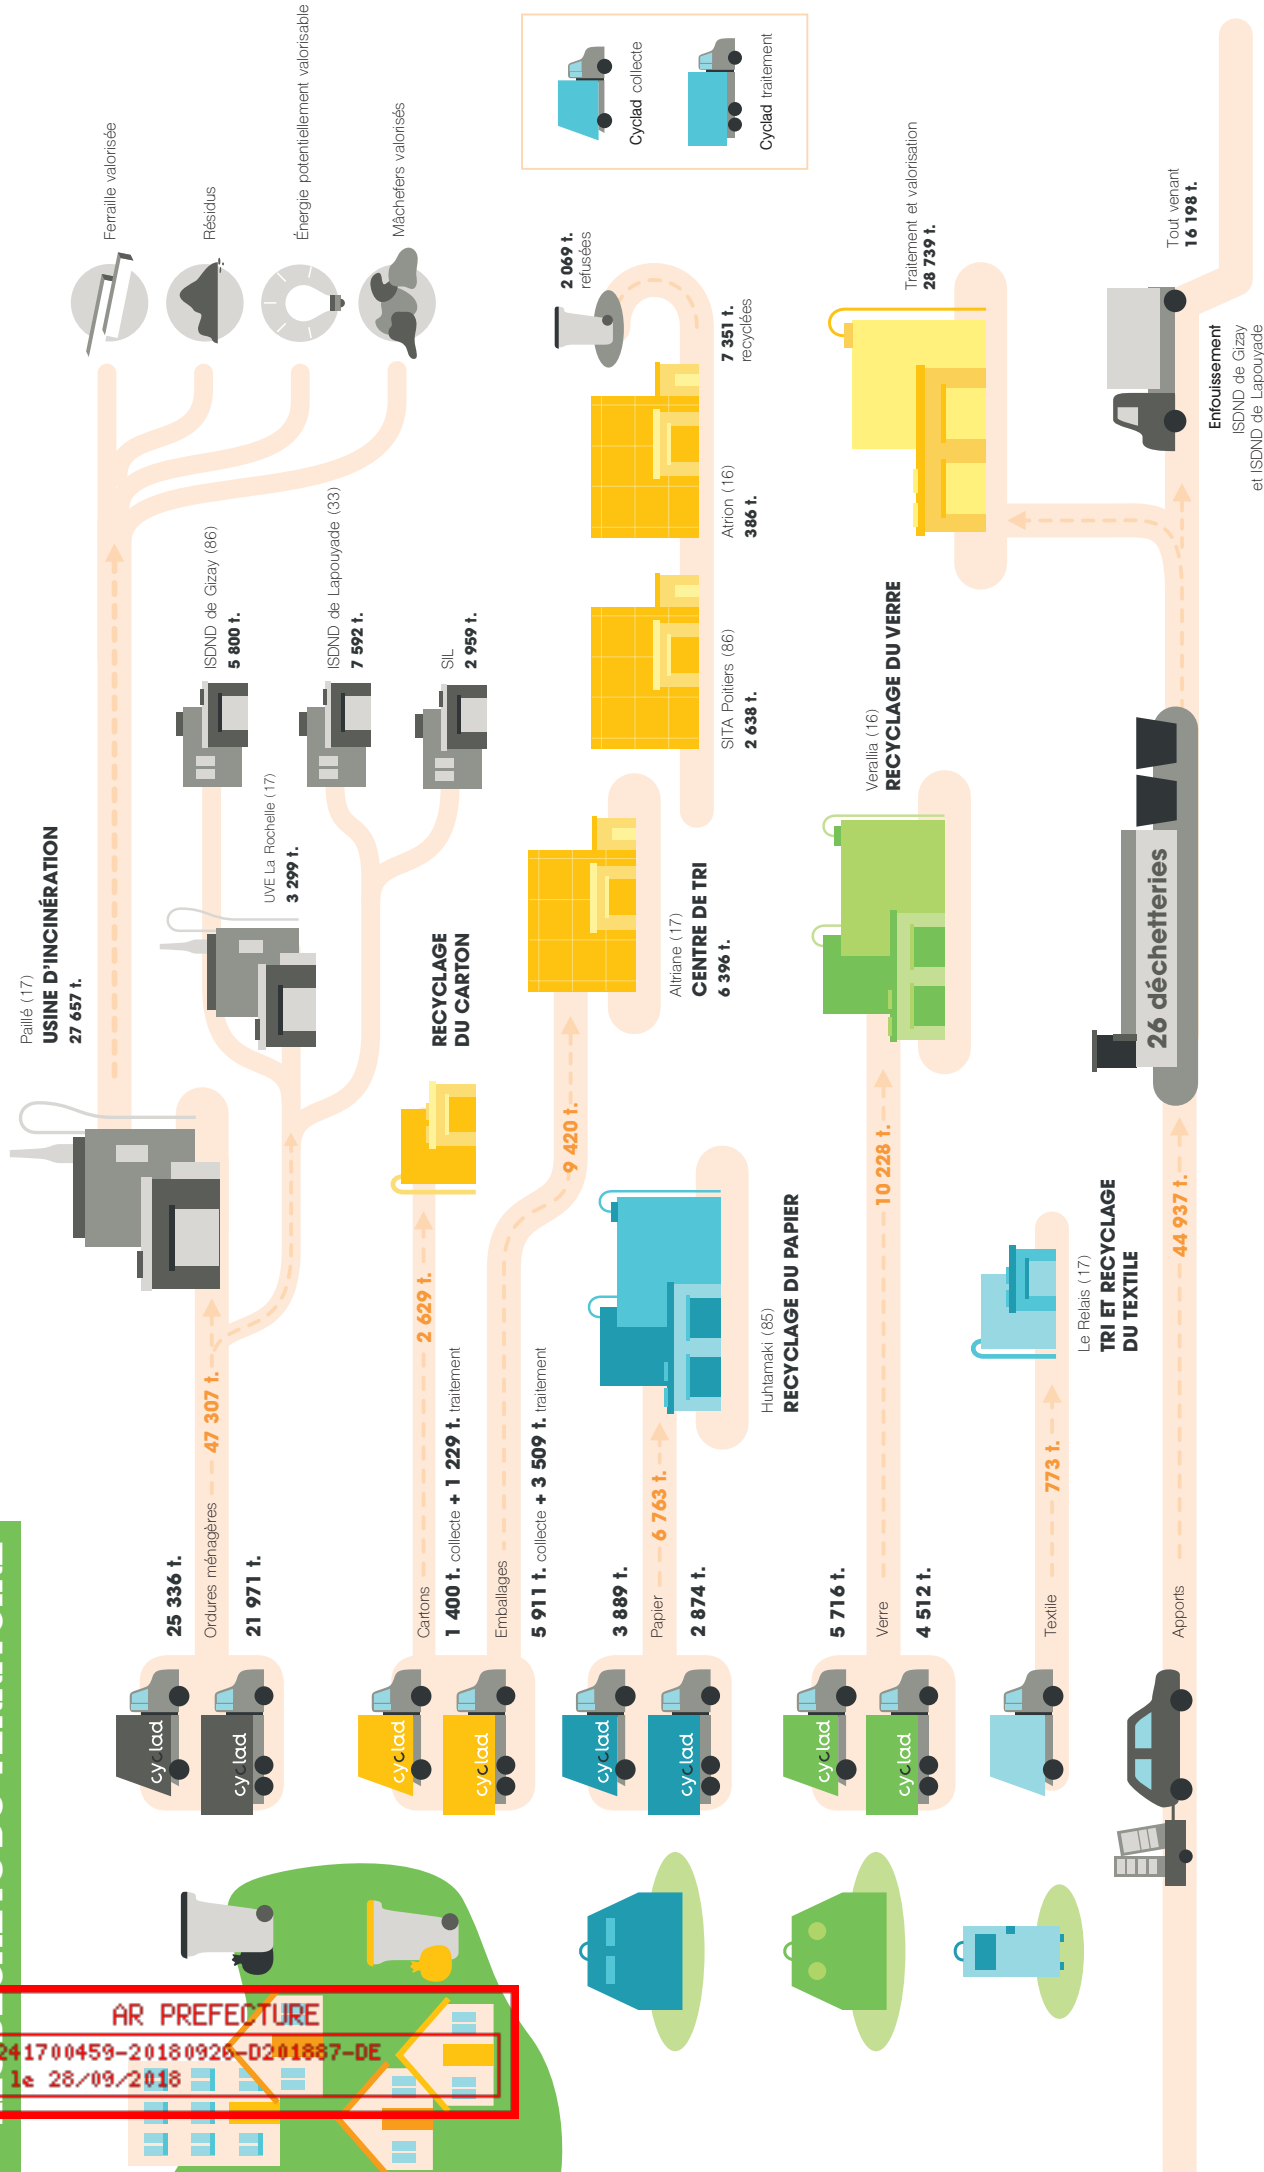 AR PREFECTURE
241700459-20180926-D201887-DE
le 28/09/2018
cyclad
cyclad
25 336 t.
Ordures ménagères
21 971 t.
47 307 t.
Paillé (17)
USINE D'INCINÉRATION
27 657 t.
Ferraille valorisée
Résidus
Énergie potentiellement valorisable
Mâchefers valorisés
UVE La Rochelle (17)
3 299 t.
ISDND de Gizay (86)
5 800 t.
ISDND de Lapouyade (33)
7 592 t.
SIL
2 959 t.
cyclad
cyclad
Cartons
1 400 t. collecte + 1 229 t. traitement
2 629 t.
RECYCLAGE
DU CARTON
Emballages
5 911 t. collecte + 3 509 t. traitement
9 420 t.
Altriane (17)
CENTRE DE TRI
6 396 t.
SITA Poitiers (86)
2 638 t.
Atrion (16)
386 t.
7 351 t.
recyclées
2 069 t.
refusées
Cyclad collecte
Cyclad traitement
cyclad
cyclad
3 889 t.
Papier
2 874 t.
6 763 t.
Huhtamaki (85)
RECYCLAGE DU PAPIER
cyclad
cyclad
5 716 t.
Verre
4 512 t.
10 228 t.
Verallia (16)
RECYCLAGE DU VERRE
Textile
773 t.
Le Relais (17)
TRI ET RECYCLAGE
DU TEXTILE
Apports
44 937 t.
26 déchetteries
Traitement et valorisation
28 739 t.
Tout venant
16 198 t.
Enfouissement
ISDND de Gizay
et ISDND de Lapouyade